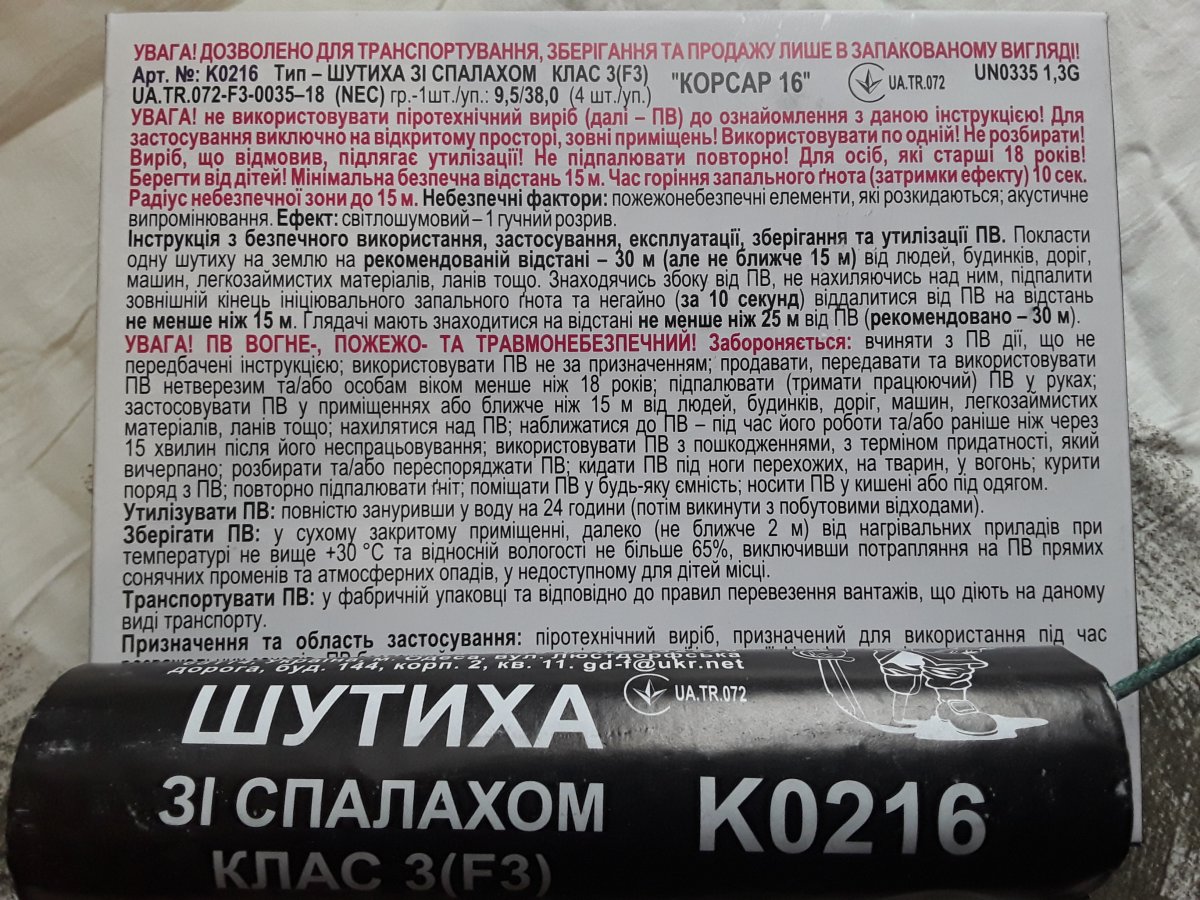 УВАГА! ДОЗВОЛЕНО ДЛЯ ТРАНСПОРТУВАННЯ, ЗБЕРІГАННЯ ТА ПРОДАЖУ ЛИШЕ В ЗАПАКОВАНОМУ ВИГЛЯДІ!
Арт. №: К0216 Тип – ШУТИХА ЗІ СПАЛАХОМ КЛАС 3(F3) "КОРСАР 16" UA.TR.072 UN0335 1,3G
UA.TR.072-F3-0035–18 (NEC) гр.-1шт./уп.: 9,5/38,0 (4 шт./уп.)
УВАГА! не використовувати піротехнічний виріб (далі – ПВ) до ознайомлення з даною інструкцією! Для
застосування виключно на відкритому просторі, зовні приміщень! Використовувати по одній! Не розбирати!
Виріб, що відмовив, підлягає утилізації! Не підпалювати повторно! Для осіб, які старші 18 років!
Берегти від дітей! Мінімальна безпечна відстань 15 м. Час горіння запального ґнота (затримки ефекту) 10 сек.
Радіус небезпечної зони до 15 м. Небезпечні фактори: пожежонебезпечні елементи, які розкидаються; акустичне
випромінювання. Ефект: світлошумовий – 1 гучний розрив.
Інструкція з безпечного використання, застосування, експлуатації, зберігання та утилізації ПВ. Покласти
одну шутиху на землю на рекомендованій відстані – 30 м (але не ближче 15 м) від людей, будинків, доріг,
машин, легкозаймистих матеріалів, ланів тощо. Знаходячись збоку від ПВ, не нахиляючись над ним, підпалити
зовнішній кінець ініціювального запального ґнота та негайно (за 10 секунд) віддалитися від ПВ на відстань
не менше ніж 15 м. Глядачі мають знаходитися на відстані не менше ніж 25 м від ПВ (рекомендовано – 30 м).
УВАГА! ПВ ВОГНЕ-, ПОЖЕЖО- ТА ТРАВМОНЕБЕЗПЕЧНИЙ! Забороняється: вчиняти з ПВ дії, що не
передбачені інструкцією; використовувати ПВ не за призначенням; продавати, передавати та використовувати
ПВ нетверезим та/або особам віком менше ніж 18 років; підпалювати (тримати працюючий) ПВ у руках;
застосовувати ПВ у приміщеннях або ближче ніж 15 м від людей, будинків, доріг, машин, легкозаймистих
матеріалів, ланів тощо; нахилятися над ПВ; наближатися до ПВ – під час його роботи та/або раніше ніж через
15 хвилин після його неспрацьовування; використовувати ПВ з пошкодженнями, з терміном придатності, який
вичерпано; розбирати та/або переспоряджати ПВ; кидати ПВ під ноги перехожих, на тварин, у вогонь; курити
поряд з ПВ; повторно підпалювати ґніт; поміщати ПВ у будь-яку ємність; носити ПВ у кишені або під одягом.
Утилізувати ПВ: повністю зануривши у воду на 24 години (потім викинути з побутовими відходами).
Зберігати ПВ: у сухому закритому приміщенні, далеко (не ближче 2 м) від нагрівальних приладів при
температурі не вище +30 °C та відносній вологості не більше 65%, виключивши потрапляння на ПВ прямих
сонячних променів та атмосферних опадів, у недоступному для дітей місці.
Транспортувати ПВ: у фабричній упаковці та відповідно до правил перевезення вантажів, що діють на даному
виді транспорту.
Призначення та область застосування: піротехнічний виріб, призначений для використання під час
вул. Люстдорфська
дорога, буд. 144, корп. 2, кв. 11. gd-f@ukr.net
ШУТИХА UA.TR.072
ЗІ СПАЛАХОМ K0216
КЛАС 3(F3)